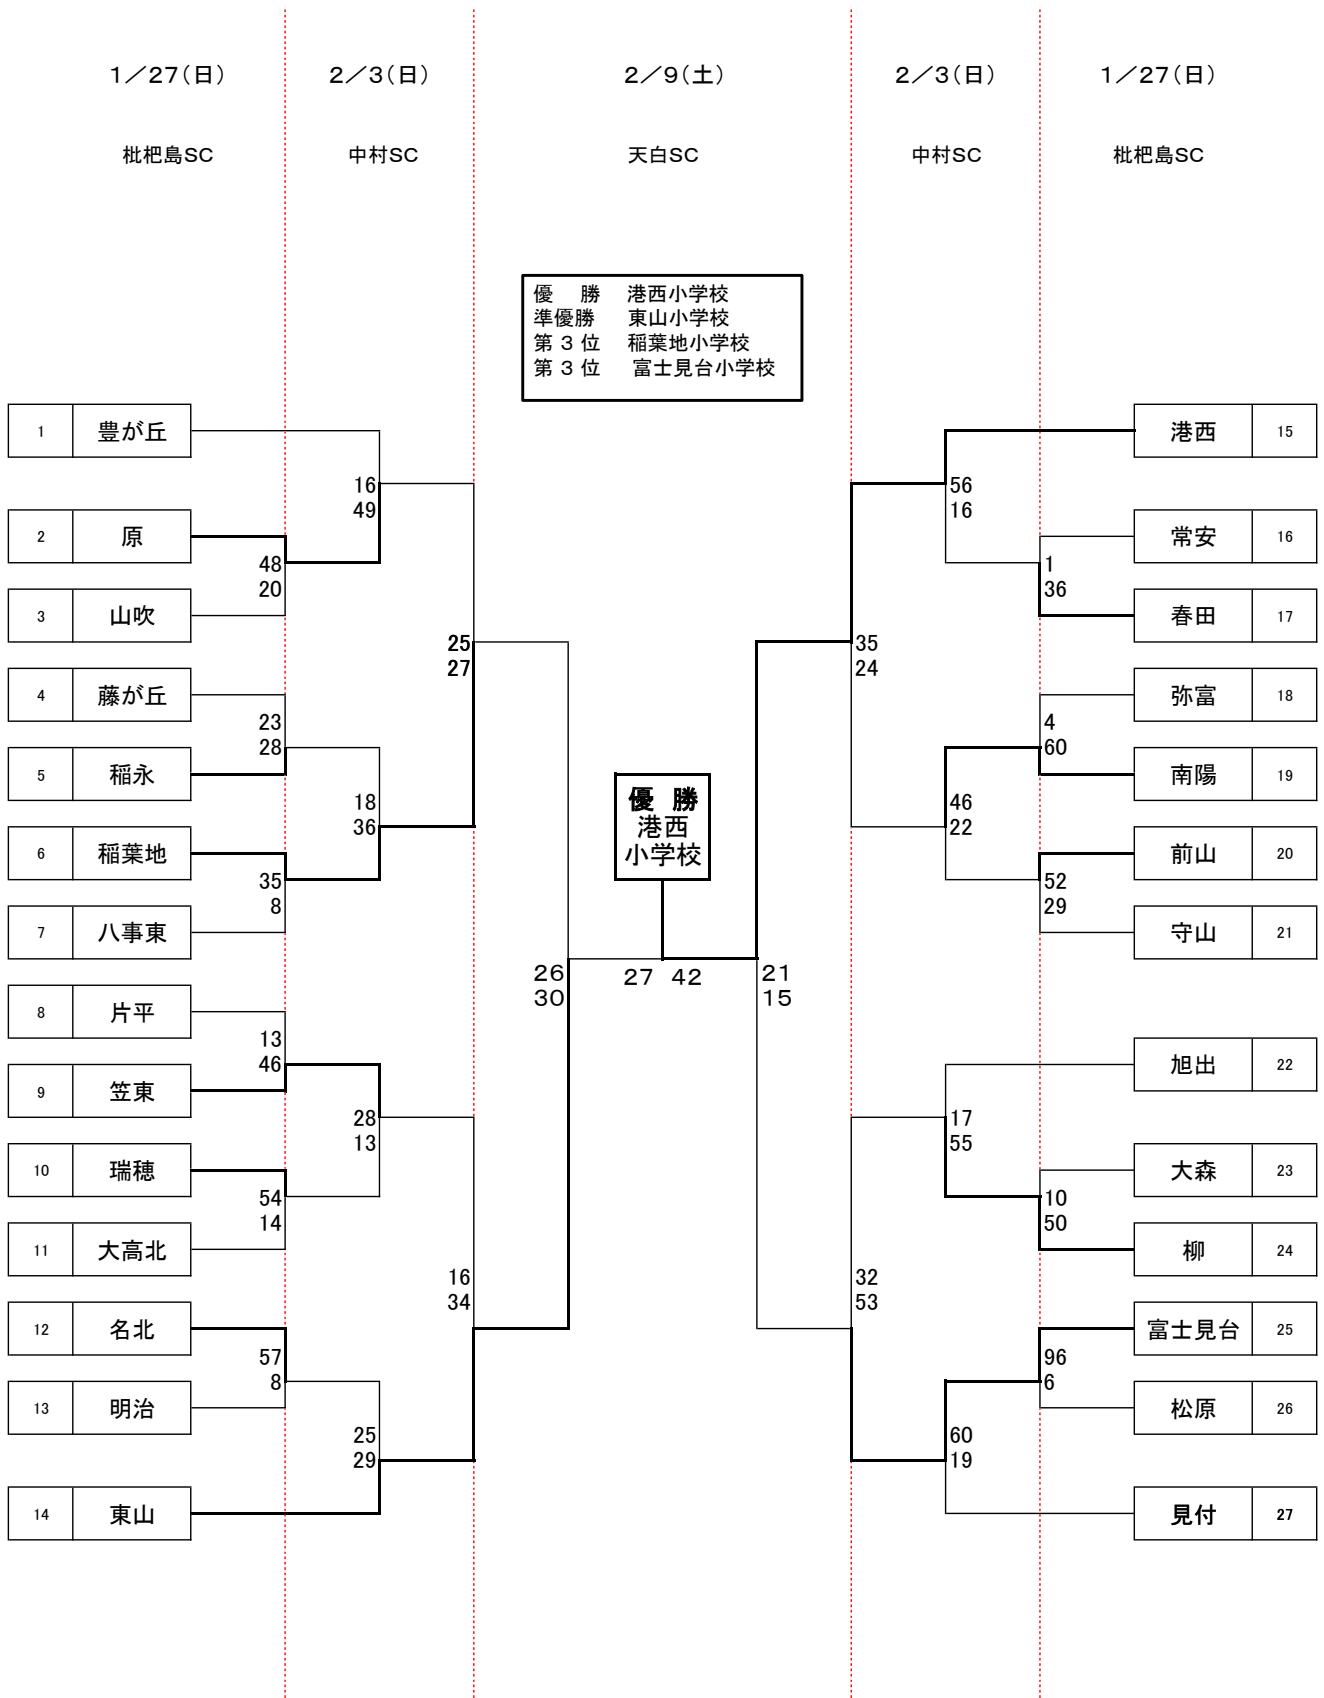 1／27(日) 2／3(日) 2／9(土) 2／3(日) 1／27(日)
枇杷島SC 中村SC 天白SC 中村SC 枇杷島SC
優　勝　港西小学校
準優勝　東山小学校
第３位　稲葉地小学校
第３位　富士見台小学校
1 豊が丘
16
49
2 原
48
20
3 山吹
25
27
4 藤が丘
23
28
5 稲永
18
36
6 稲葉地
35
8
7 八事東
26
30
8 片平
13
46
9 笠東
28
13
10 瑞穂
54
14
11 大高北
16
34
12 名北
57
8
13 明治
25
29
14 東山
優　勝
港西
小学校
27 42
港西 15
56
16
常安 16
1
36
春田 17
35
24
弥富 18
4
60
南陽 19
46
22
前山 20
52
29
守山 21
21
15
旭出 22
17
55
大森 23
10
50
柳 24
32
53
富士見台 25
96
6
松原 26
60
19
見付 27